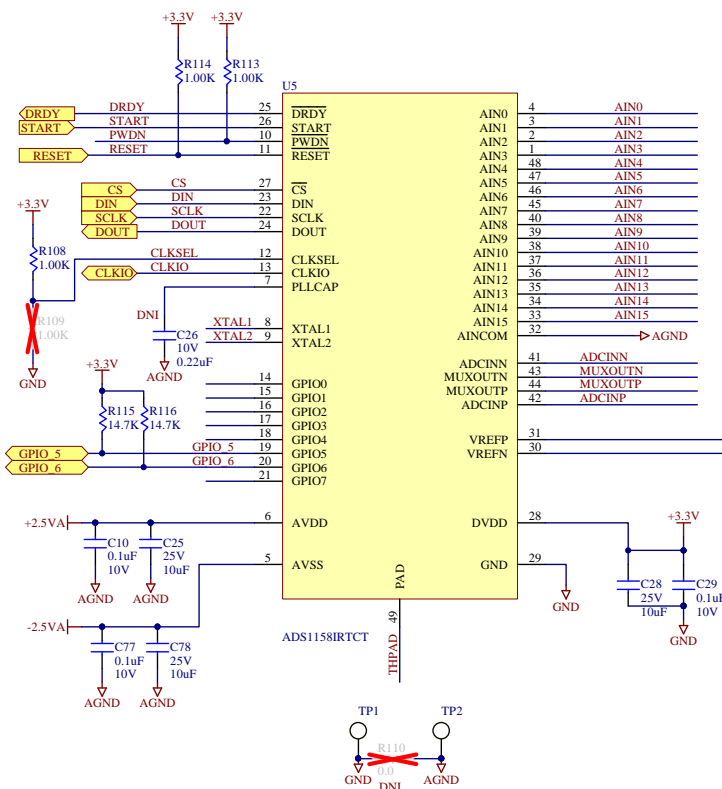 +3.3V +3.3V
R114 R113
1.00K 1.00K
U5
DRDY DRDY 25 DRDY AIN0 4 AIN0
START START 26 START AIN1 3 AIN1
PWDN 10 PWDN AIN2 2 AIN2
RESET RESET 11 RESET AIN3 1 AIN3
AIN4 48 AIN4
CS CS 27 CS AIN5 47 AIN5
DIN DIN 23 DIN AIN6 46 AIN6
SCLK SCLK 22 SCLK AIN7 45 AIN7
DOUT DOUT 24 DOUT AIN8 40 AIN8
+3.3V
AIN9 39 AIN9
R108
1.00K
CLKSEL 12 CLKSEL AIN10 38 AIN10
CLKIO CLKIO 13 CLKIO AIN11 37 AIN11
7 PLLCAP AIN12 36 AIN12
AIN13 35 AIN13
AIN14 34 AIN14
R109
1.00K
GND
DNI
C26
10V
0.22uF
AGND
XTAL1 8 XTAL1 AIN15 33 AIN15
XTAL2 9 XTAL2 AINCOM 32 AGND
ADCINN 41 ADCINN
MUXOUTN 43 MUXOUTN
14 GPIO0 MUXOUTP 44 MUXOUTP
15 GPIO1 ADCINP 42 ADCINP
16 GPIO2
17 GPIO3
18 GPIO4 VREFP 31
+3.3V
R115 R116
14.7K 14.7K
GPIO_5 GPIO_5 19 GPIO5 VREFN 30
GPIO_6 GPIO_6 20 GPIO6
21 GPIO7
+2.5VA 6 AVDD DVDD 28 +3.3V
C10
0.1uF
10V
AGND
C25
25V
10uF
AGND
5 AVSS GND 29
GND
C28
25V
10uF
C29
0.1uF
10V
GND
-2.5VA
C77
0.1uF
10V
AGND
C78
25V
10uF
AGND
PAD
49
THPAD
ADS1158IRTCT
TP1 TP2
R110
0.0
GND AGND
DNI